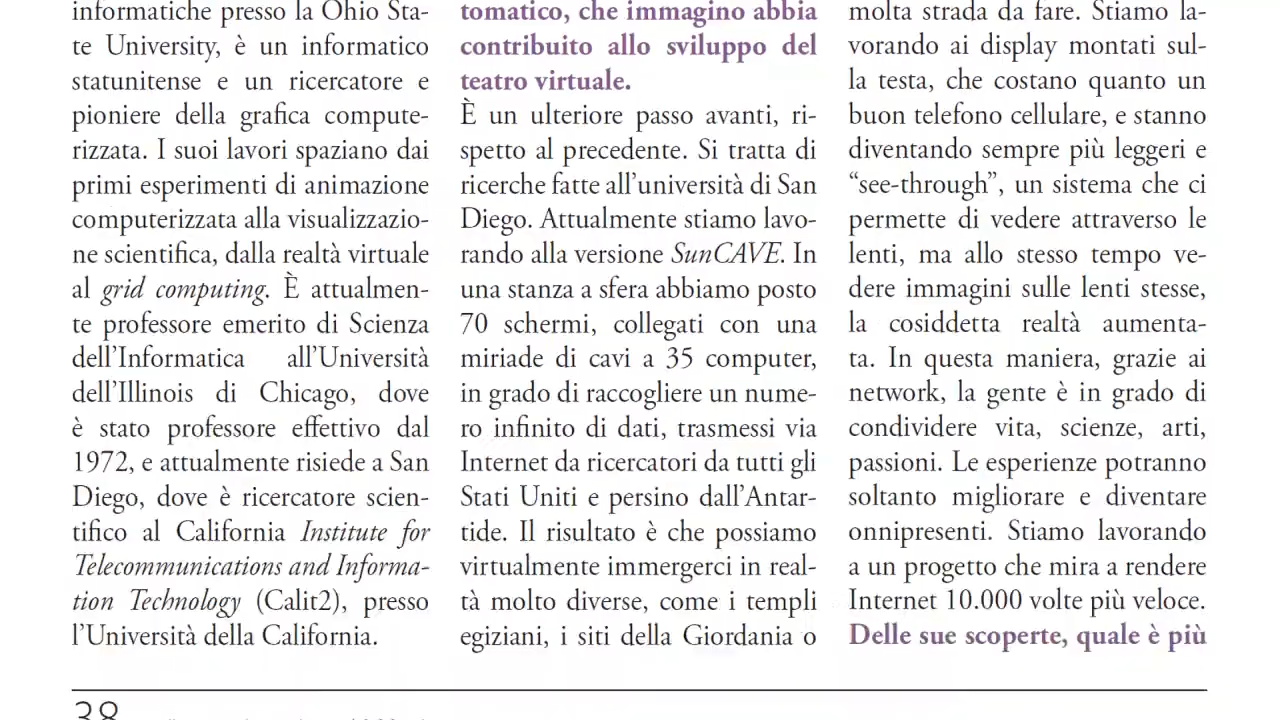 informatiche presso la Ohio Sta-
te University, è un informatico
statunitense e un ricercatore e
pioniere della grafica compute-
rizzata. I suoi lavori spaziano dai
primi esperimenti di animazione
computerizzata alla visualizzazio-
ne scientifica, dalla realtà virtuale
al grid computing. È attualmen-
te professore emerito di Scienza
dell'Informatica all'Università
dell'Illinois di Chicago, dove
è stato professore effettivo dal
1972, e attualmente risiede a San
Diego, dove è ricercatore scien-
tifico al California Institute for
Telecommunications and Informa-
tion Technology (Calit2), presso
l'Università della California.
tomatico, che immagino abbia
contribuito allo sviluppo del
teatro virtuale.
È un ulteriore passo avanti, ri-
spetto al precedente. Si tratta di
ricerche fatte all'università di San
Diego. Attualmente stiamo lavo-
rando alla versione SunCAVE. In
una stanza a sfera abbiamo posto
70 schermi, collegati con una
miriade di cavi a 35 computer,
in grado di raccogliere un nume-
ro infinito di dati, trasmessi via
Internet da ricercatori da tutti gli
Stati Uniti e persino dall'Antar-
tide. Il risultato è che possiamo
virtualmente immergerci in real-
tà molto diverse, come i templi
egiziani, i siti della Giordania o
molta strada da fare. Stiamo la-
vorando ai display montati sul-
la testa, che costano quanto un
buon telefono cellulare, e stanno
diventando sempre più leggeri e
“see-through”, un sistema che ci
permette di vedere attraverso le
lenti, ma allo stesso tempo ve-
dere immagini sulle lenti stesse,
la cosiddetta realtà aumenta-
ta. In questa maniera, grazie ai
network, la gente è in grado di
condividere vita, scienze, arti,
passioni. Le esperienze potranno
soltanto migliorare e diventare
onnipresenti. Stiamo lavorando
a un progetto che mira a rendere
Internet 10.000 volte più veloce.
Delle sue scoperte, quale è più
38